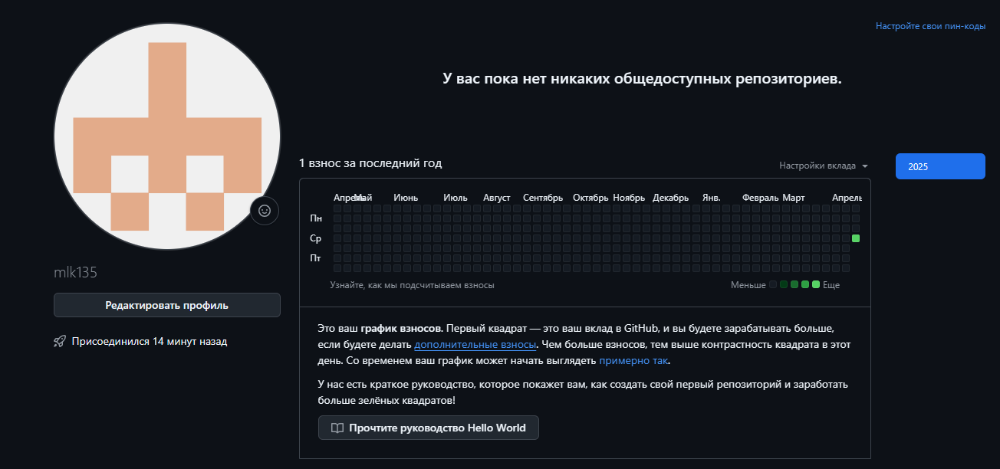 Настройте свои пин-коды
У вас пока нет никаких общедоступных репозиториев.
1 взнос за последний год
Настройки вклада
2025
Апрель Май Июнь Июль Август Сентябрь Октябрь Ноябрь Декабрь Янв. Февраль Март Апрель
Пн
Ср
Пт
Узнайте, как мы подсчитываем взносы
Меньше Еще
mlk135
Редактировать профиль
Присоединился 14 минут назад
Это ваш график взносов. Первый квадрат — это ваш вклад в GitHub, и вы будете зарабатывать больше,
если будете делать дополнительные взносы. Чем больше взносов, тем выше контрастность квадрата в этот
день. Со временем ваш график может начать выглядеть примерно так.
У нас есть краткое руководство, которое покажет вам, как создать свой первый репозиторий и заработать
больше зелёных квадратов!
Прочтите руководство Hello World